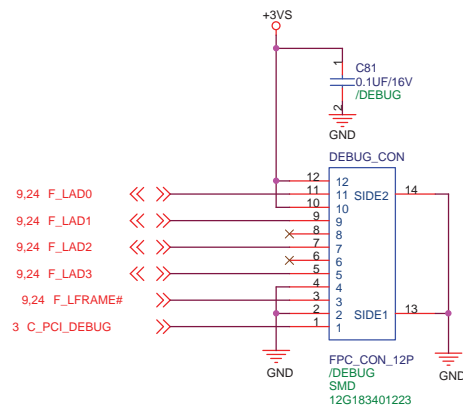 +3VS
1
C81
0.1UF/16V
/DEBUG
2
GND
DEBUG_CON
12 12
9,24 F_LAD0 11 11 SIDE2 14
10 10
9,24 F_LAD1 9 9
8 8
9,24 F_LAD2 7 7
6 6
9,24 F_LAD3 5 5
4 4
9,24 F_LFRAME# 3 3
2 2 SIDE1 13
3 C_PCI_DEBUG 1 1
GND
FPC_CON_12P
GND
/DEBUG
SMD
12G183401223